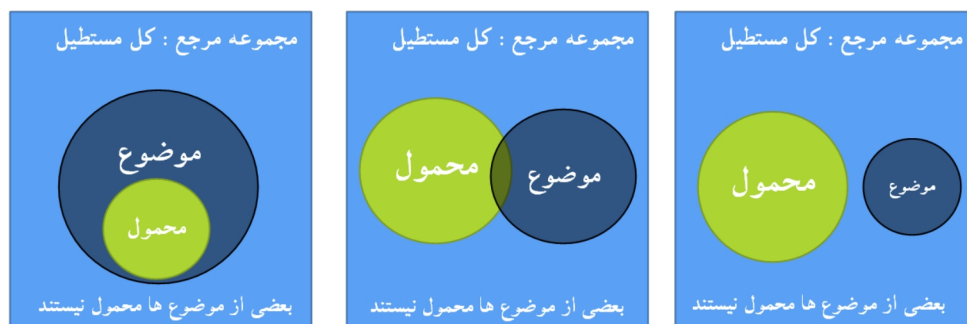 مجموعه مرجع : کل مستطیل
محمول
موضوع
بعضی از موضوع ها محمول نیستند
مجموعه مرجع : کل مستطیل
محمول
موضوع
بعضی از موضوع ها محمول نیستند
مجموعه مرجع : کل مستطیل
موضوع
محمول
بعضی از موضوع ها محمول نیستند